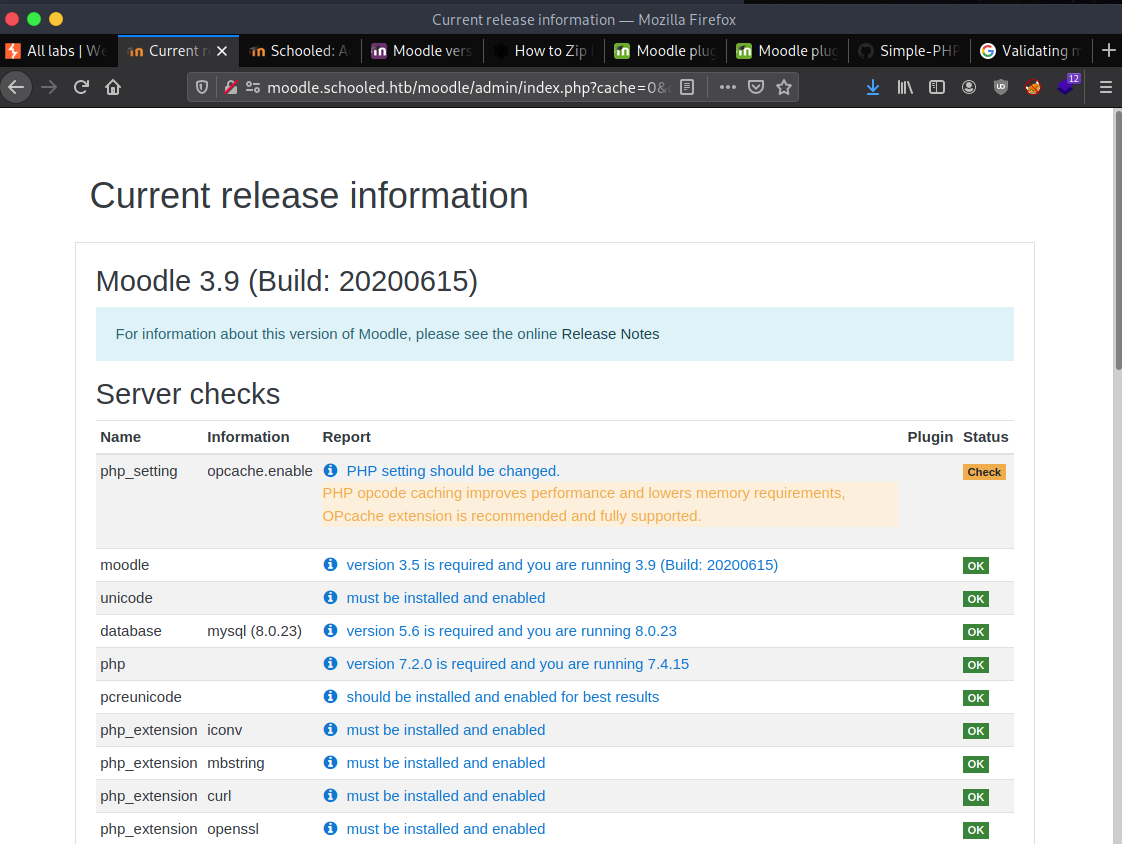 Current release information — Mozilla Firefox
All labs | We
Current r
Schooled: A
Moodle vers
How to Zip
Moodle plug
Moodle plug
Simple-PHP
Validating m
moodle.schooled.htb/moodle/admin/index.php?cache=0&
12
Current release information
Moodle 3.9 (Build: 20200615)
For information about this version of Moodle, please see the online Release Notes
Server checks
Name Information Report Plugin Status
php_setting opcache.enable PHP setting should be changed. Check
PHP opcode caching improves performance and lowers memory requirements,
OPcache extension is recommended and fully supported.
moodle version 3.5 is required and you are running 3.9 (Build: 20200615) OK
unicode must be installed and enabled OK
database mysql (8.0.23) version 5.6 is required and you are running 8.0.23 OK
php version 7.2.0 is required and you are running 7.4.15 OK
pcreunicode should be installed and enabled for best results OK
php_extension iconv must be installed and enabled OK
php_extension mbstring must be installed and enabled OK
php_extension curl must be installed and enabled OK
php_extension openssl must be installed and enabled OK